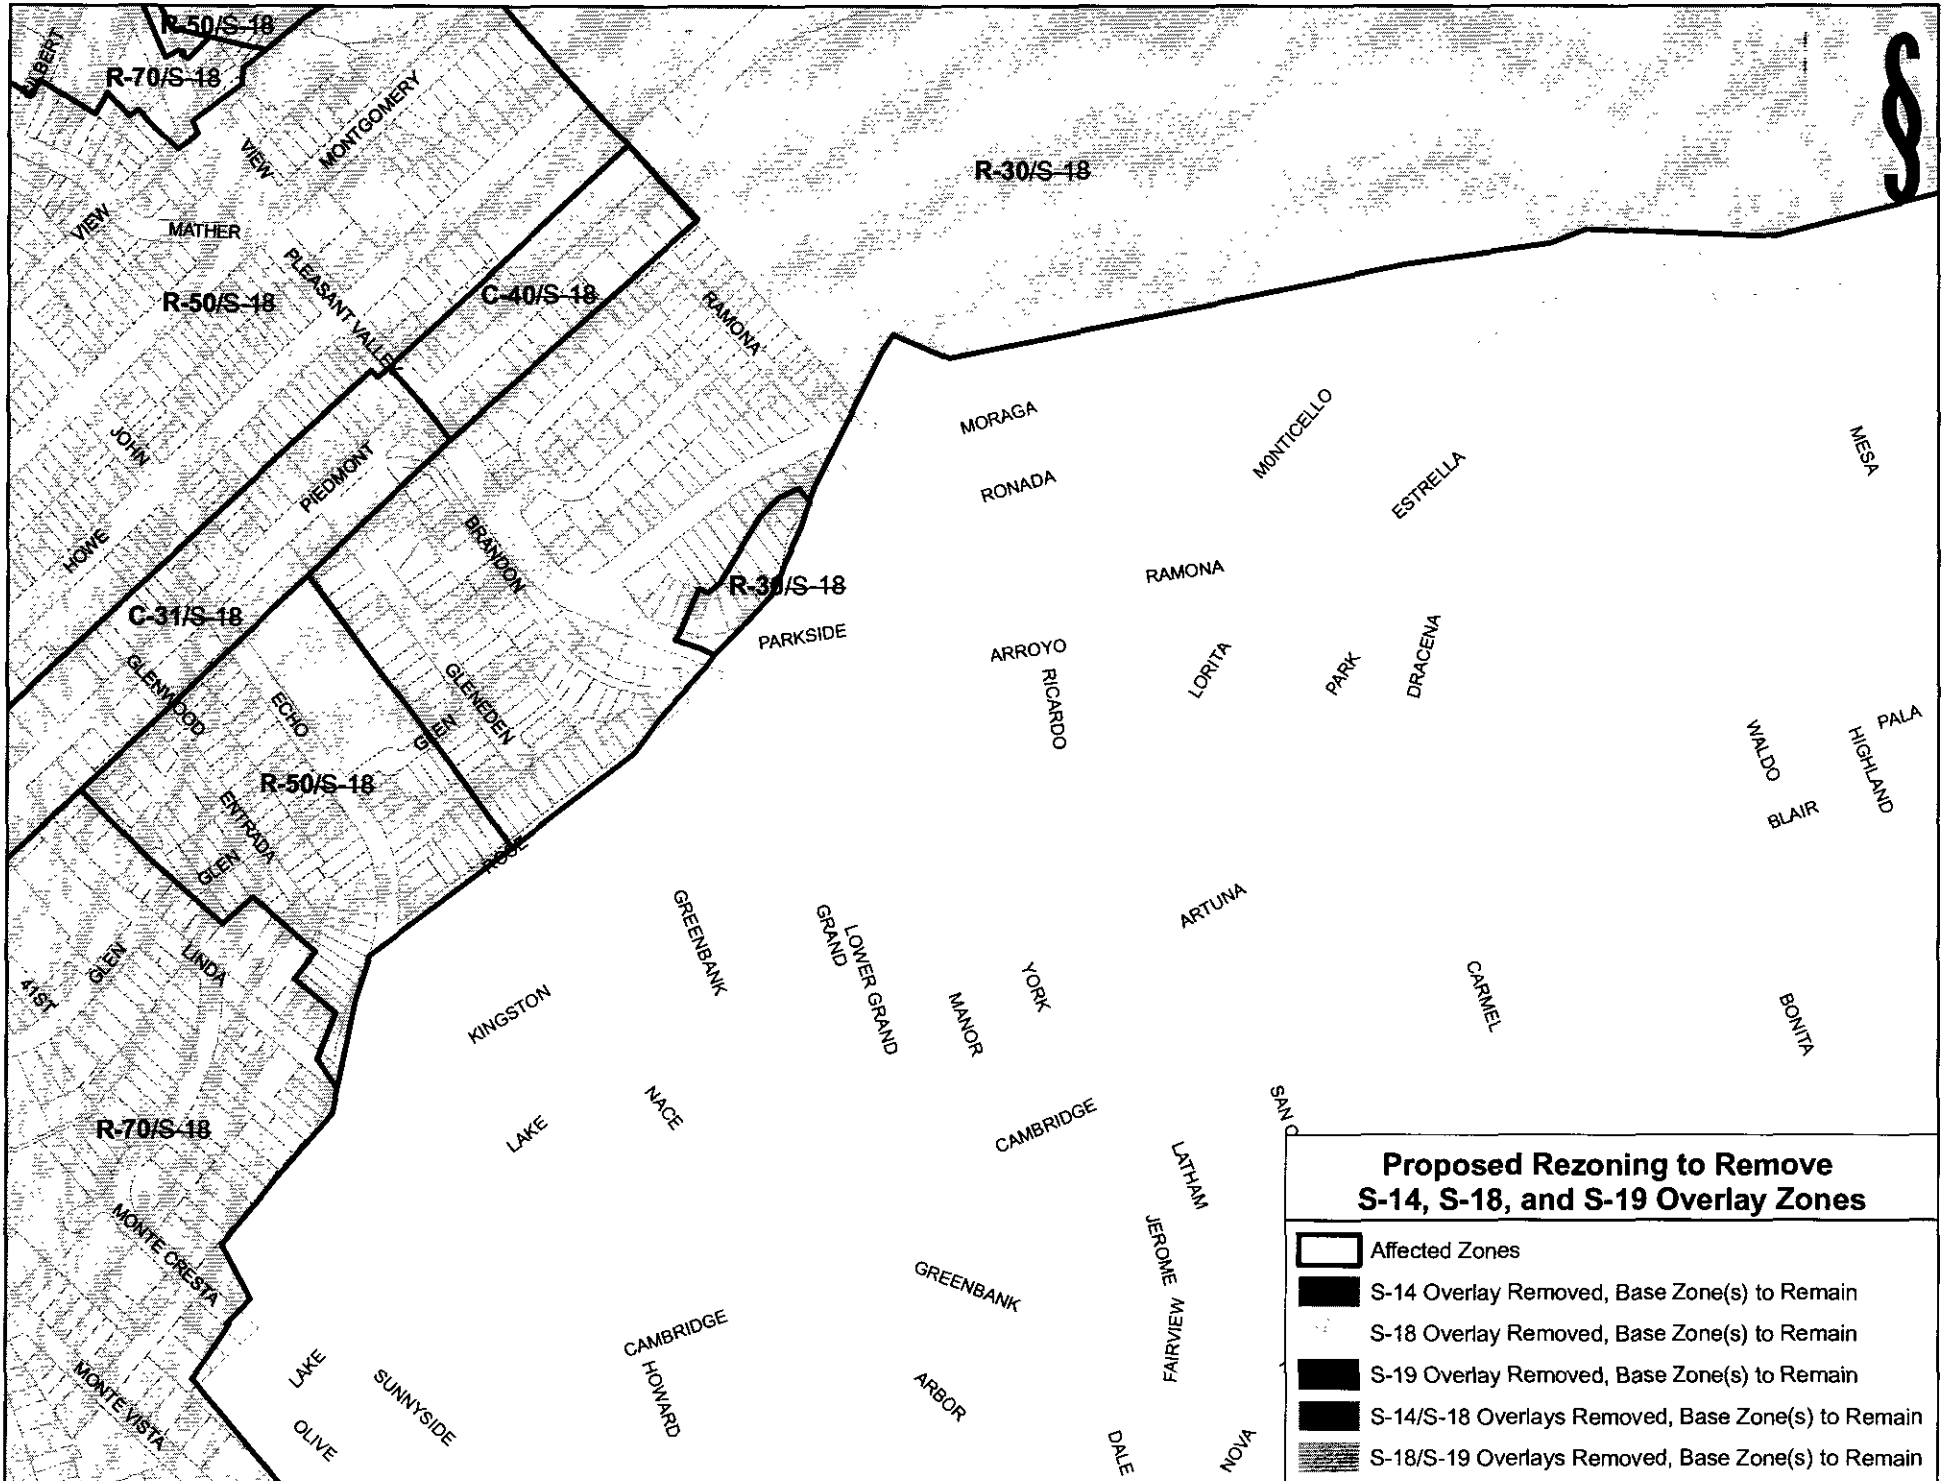 R-50/S-18
R-70/S-18
VIEW
MONTGOMERY
R-30/S-18
§
VIEW
MATHER
PLEASANT VALLEY
R-50/S-18
C-40/S-18
RAMONA
JOHN
PIEDMONT
HOWE
BRANDON
MORAGA
RONADA
MONTICELLO
ESTRELLA
MESA
RAMONA
R-30/S-18
PARKSIDE
C-31/S-18
GLENWOOD
ECHO
GLENEDEN
GLEN
ARROYO
RICARDO
LORITA
PARK
DRACENA
WALDO
HIGHLAND
PALA
BLAIR
R-50/S-18
ENTRADA
GLEN
ROSE
GREENBANK
GRAND
LOWER GRAND
ARTUNA
GLEN
LINDA
41ST
KINGSTON
MANOR
YORK
CARMEL
BONITA
R-70/S-18
LAKE
NACE
CAMBRIDGE
LATHAM
SAN C
MONTE CRESTA
JEROME
GREENBANK
FAIRVIEW
CAMBRIDGE
HOWARD
LAKE
SUNNYSIDE
ARBOR
MONTE VISTA
OLIVE
DALE
NOVA
Proposed Rezoning to Remove
S-14, S-18, and S-19 Overlay Zones
Affected Zones
S-14 Overlay Removed, Base Zone(s) to Remain
S-18 Overlay Removed, Base Zone(s) to Remain
S-19 Overlay Removed, Base Zone(s) to Remain
S-14/S-18 Overlays Removed, Base Zone(s) to Remain
S-18/S-19 Overlays Removed, Base Zone(s) to Remain